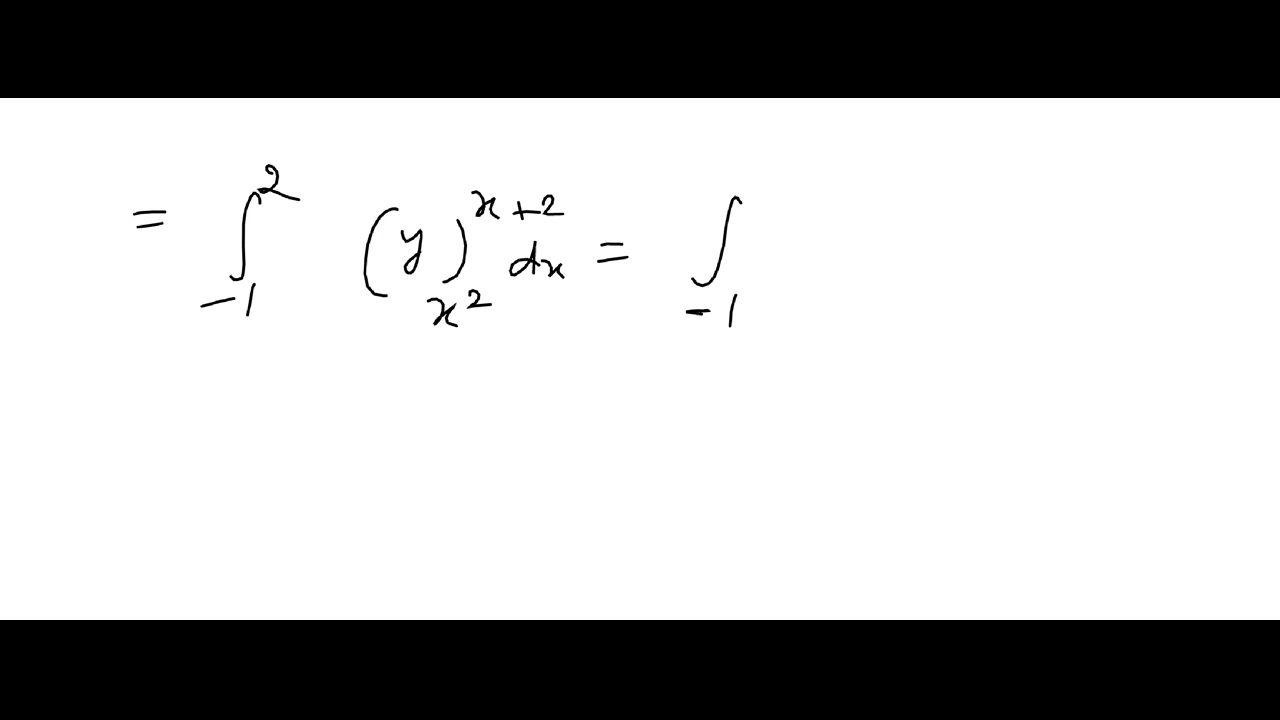 = ∫_{-1}^{2} (y)_{x^2}^{x+2} dx = ∫_{-1}